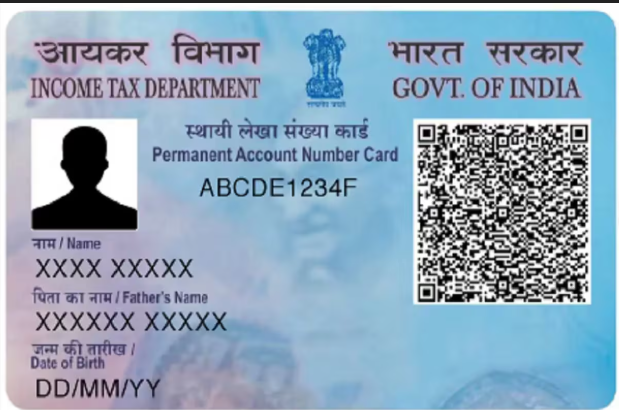 आयकर विभाग
INCOME TAX DEPARTMENT
भारत सरकार
GOVT. OF INDIA
सत्यमेव जयते
स्थायी लेखा संख्या कार्ड
Permanent Account Number Card
ABCDE1234F
नाम / Name
XXXX XXXXX
पिता का नाम / Father's Name
XXXXXX XXXXX
जन्म की तारीख /
Date of Birth
DD/MM/YY